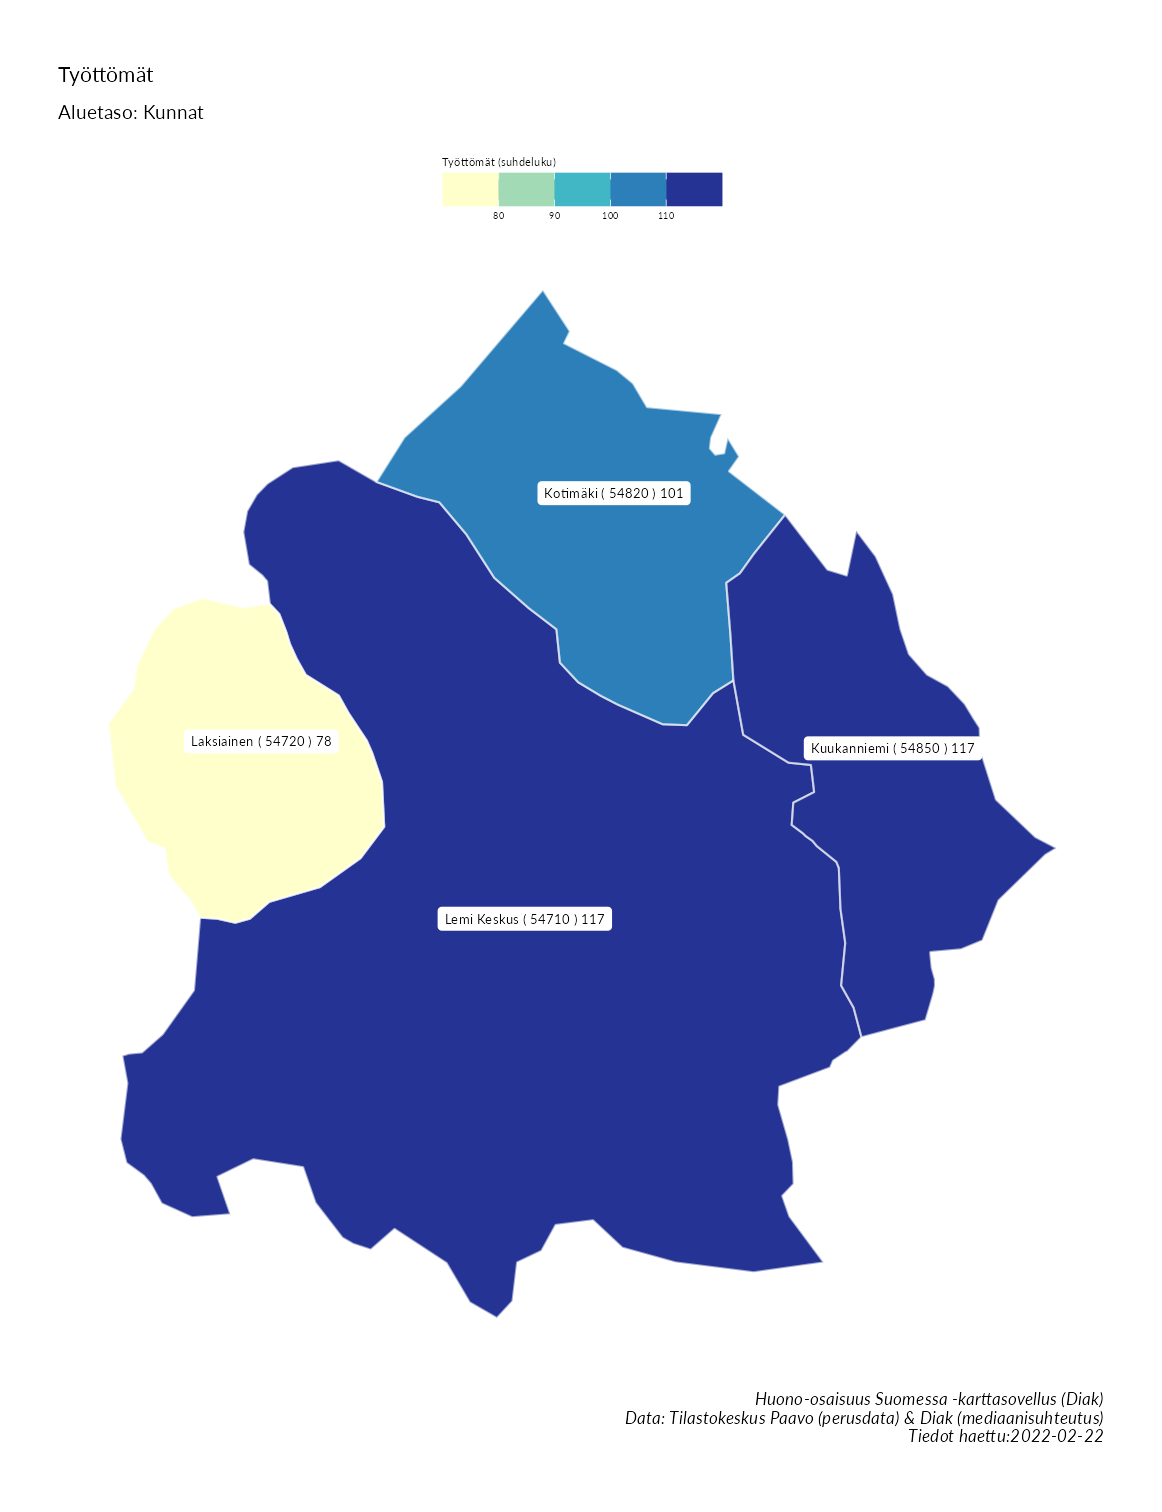 Työttömät
Aluetaso: Kunnat
Työttömät (suhdeluku)
80 90 100 110
Kotimäki ( 54820 ) 101
Laksiainen ( 54720 ) 78
Kuukanniemi ( 54850 ) 117
Lemi Keskus ( 54710 ) 117
Huono-osaisuus Suomessa -karttasovellus (Diak)
Data: Tilastokeskus Paavo (perusdata) & Diak (mediaanisuhteutus)
Tiedot haettu:2022-02-22